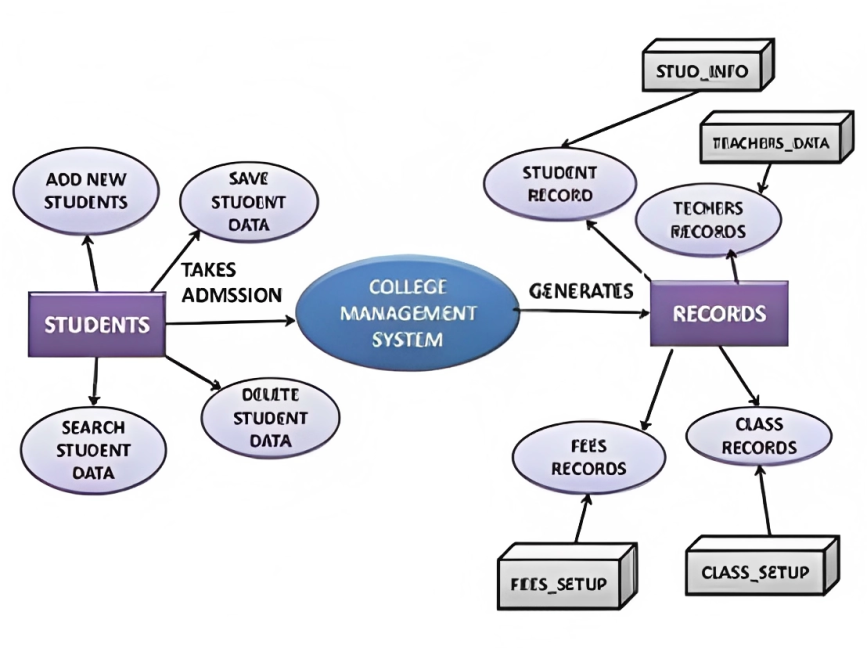 STUD_INFO
TEACHERS_DATA
ADD NEW
STUDENTS
SAVE
STUDENT
DATA
STUDENT
RECORD
RECORDS
TAKES
ADMSSION
COLLEGE
MANAGEMENT
SYSTEM
GENERATES
STUDENTS
RECORDS
SEARCH
STUDENT
DATA
DELETE
STUDENT
DATA
FEES
RECORDS
CLASS
RECORDS
FEES_SETUP
CLASS_SETUP